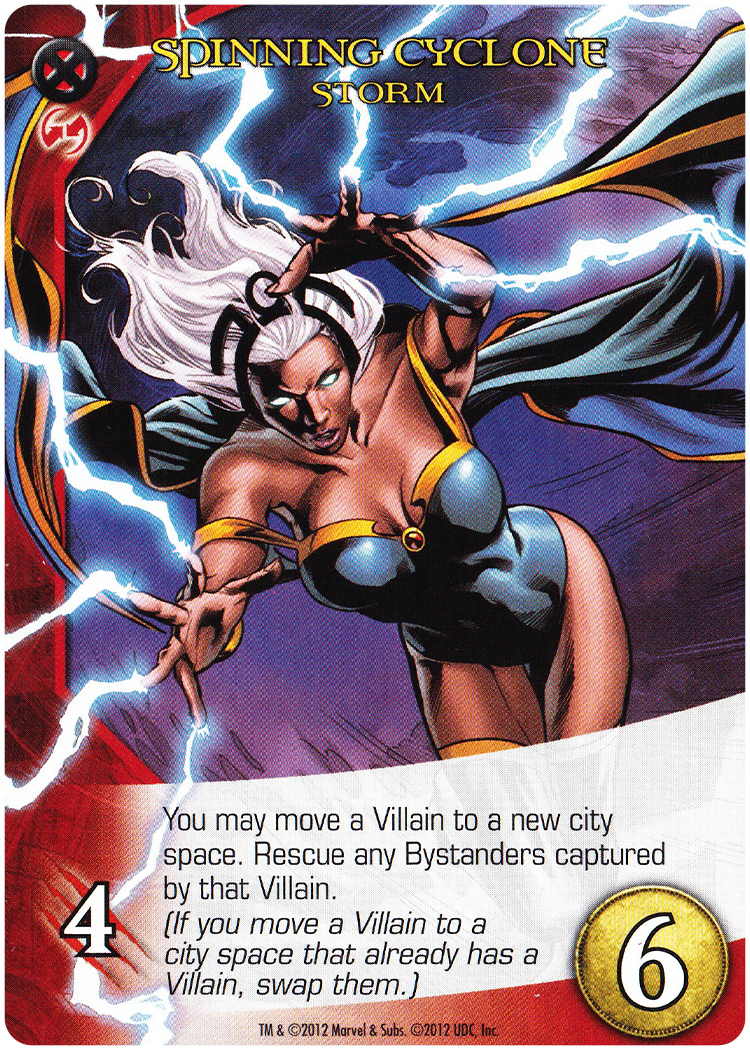 SPINNING CYCLONE
STORM
You may move a Villain to a new city
space. Rescue any Bystanders captured
by that Villain.
(If you move a Villain to a
city space that already has a
Villain, swap them.)
4
6
TM & ©2012 Marvel & Subs. ©2012 UDC, Inc.